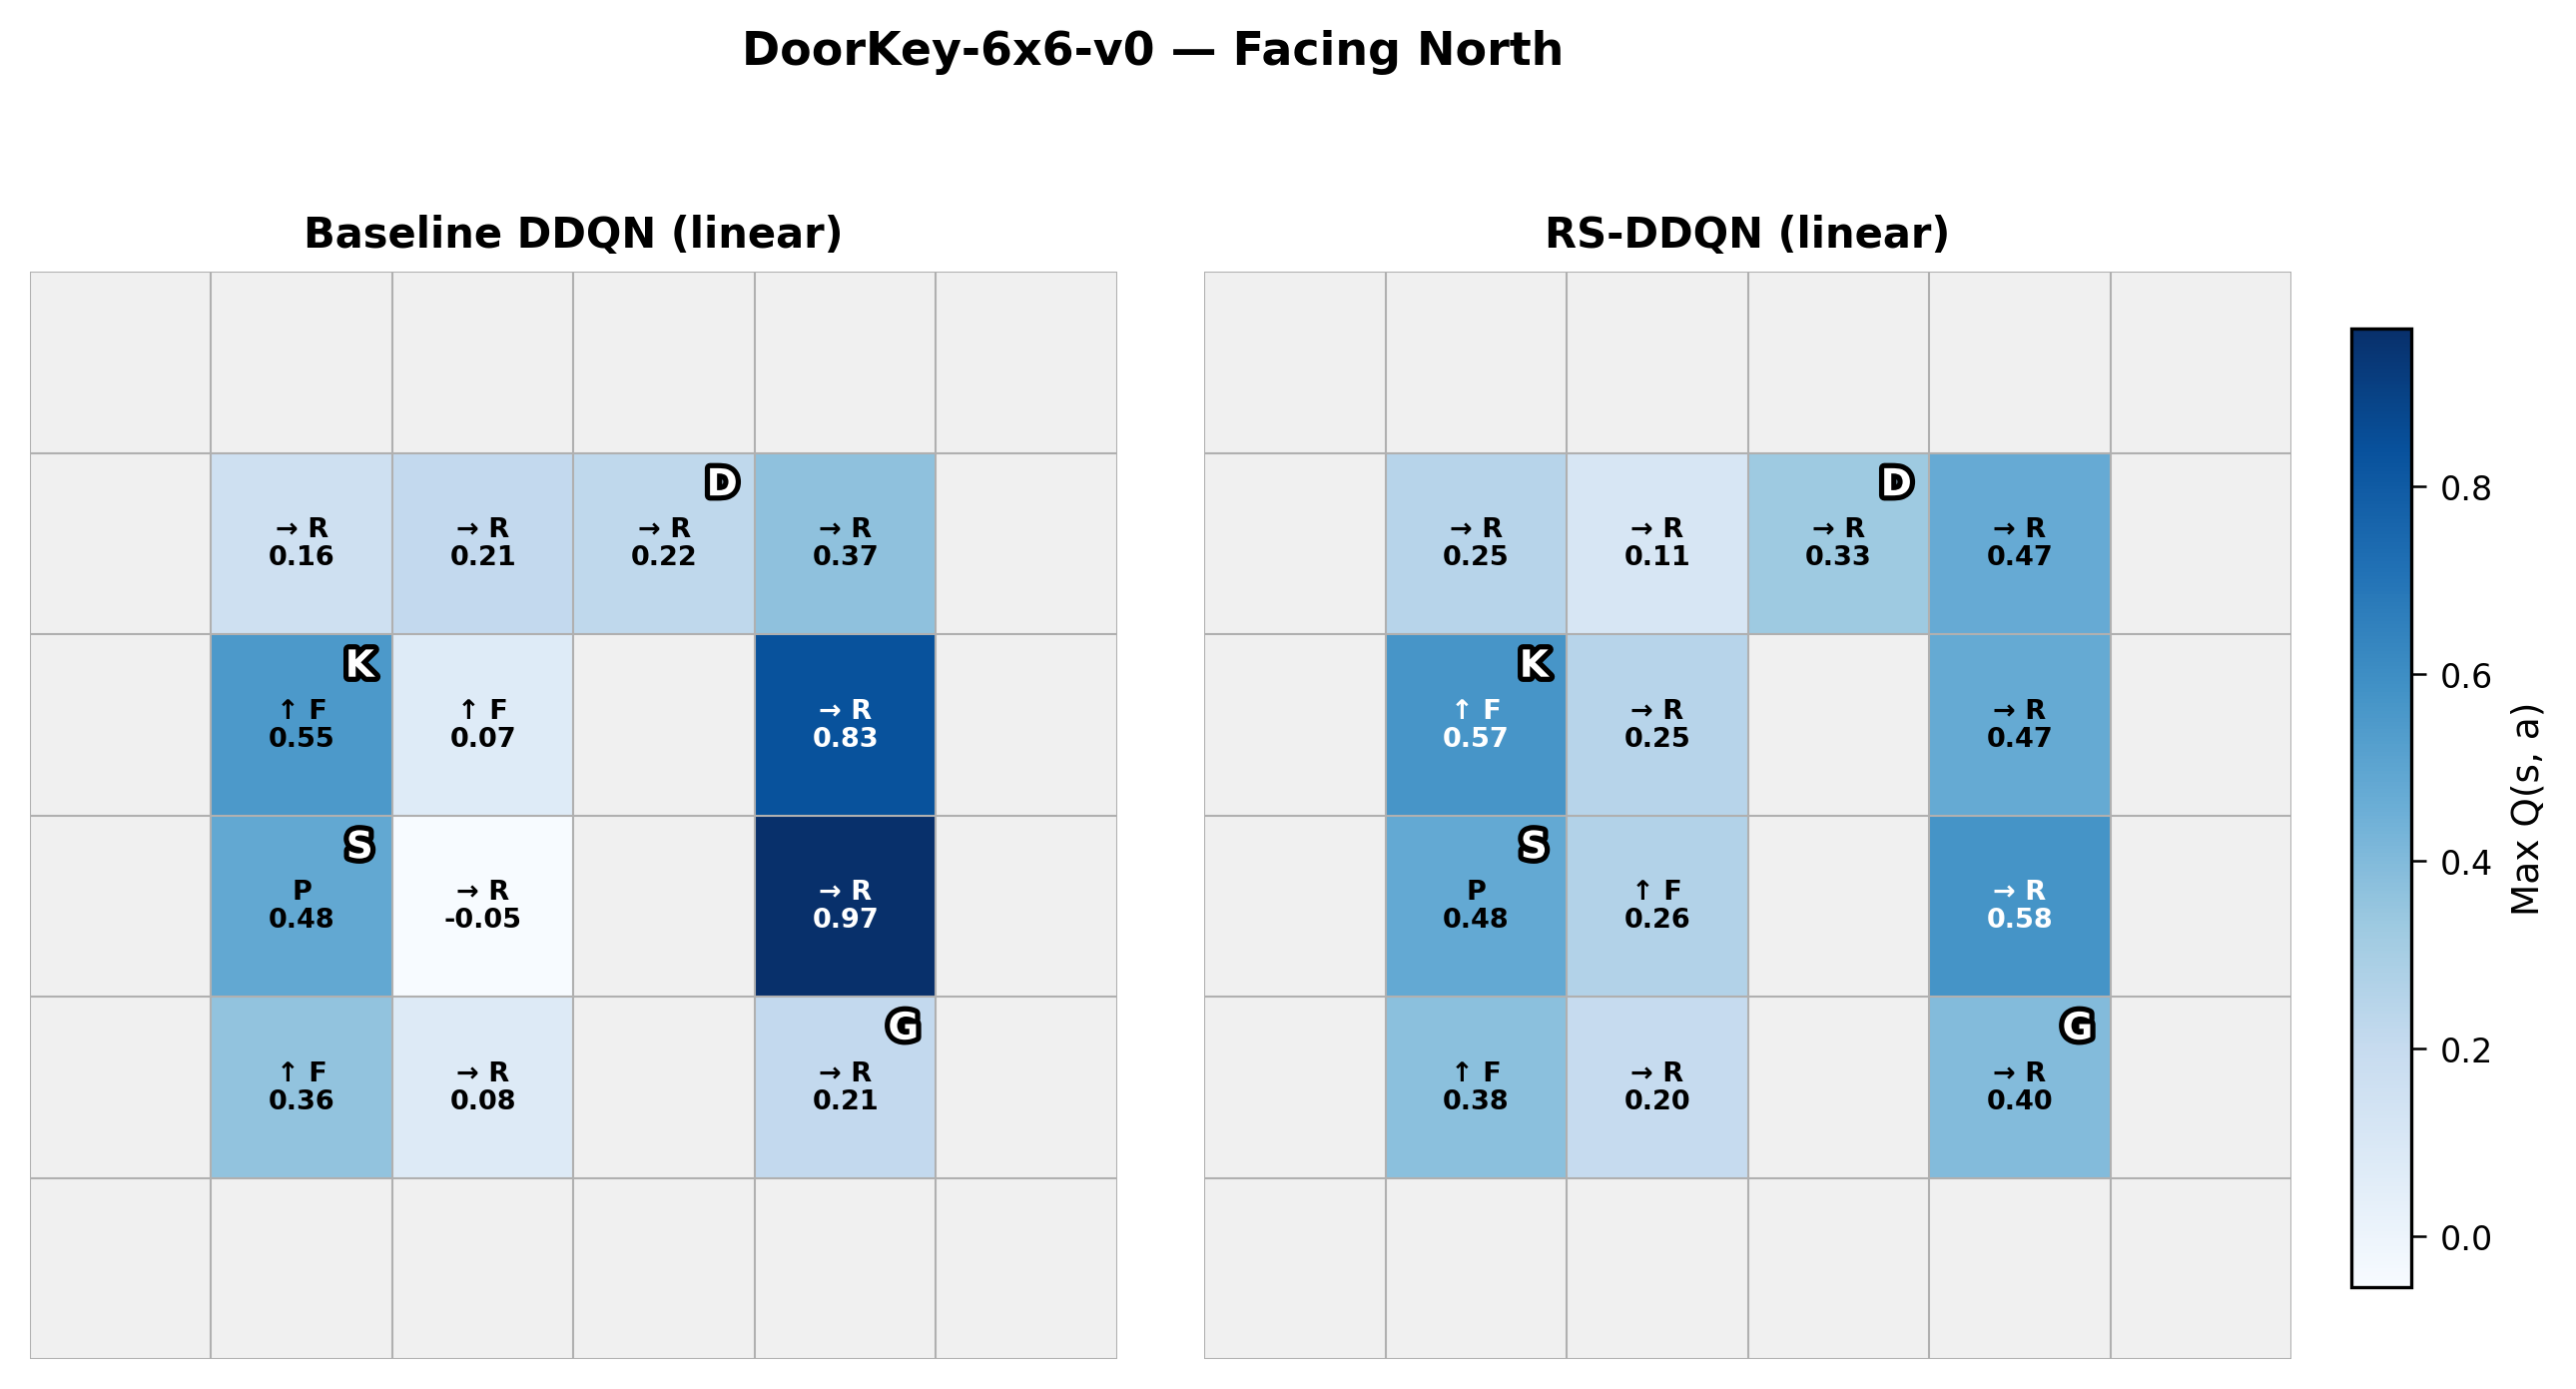 DoorKey-6x6-v0 — Facing North
Baseline DDQN (linear)
D
→ R
0.16
→ R
0.21
→ R
0.22
→ R
0.37
K
↑ F
0.55
↑ F
0.07
→ R
0.83
S
P
0.48
→ R
-0.05
→ R
0.97
G
↑ F
0.36
→ R
0.08
→ R
0.21
RS-DDQN (linear)
D
→ R
0.25
→ R
0.11
→ R
0.33
→ R
0.47
K
↑ F
0.57
→ R
0.25
→ R
0.47
S
P
0.48
↑ F
0.26
→ R
0.58
G
↑ F
0.38
→ R
0.20
→ R
0.40
0.8
0.6
0.4
0.2
0.0
Max Q(s, a)